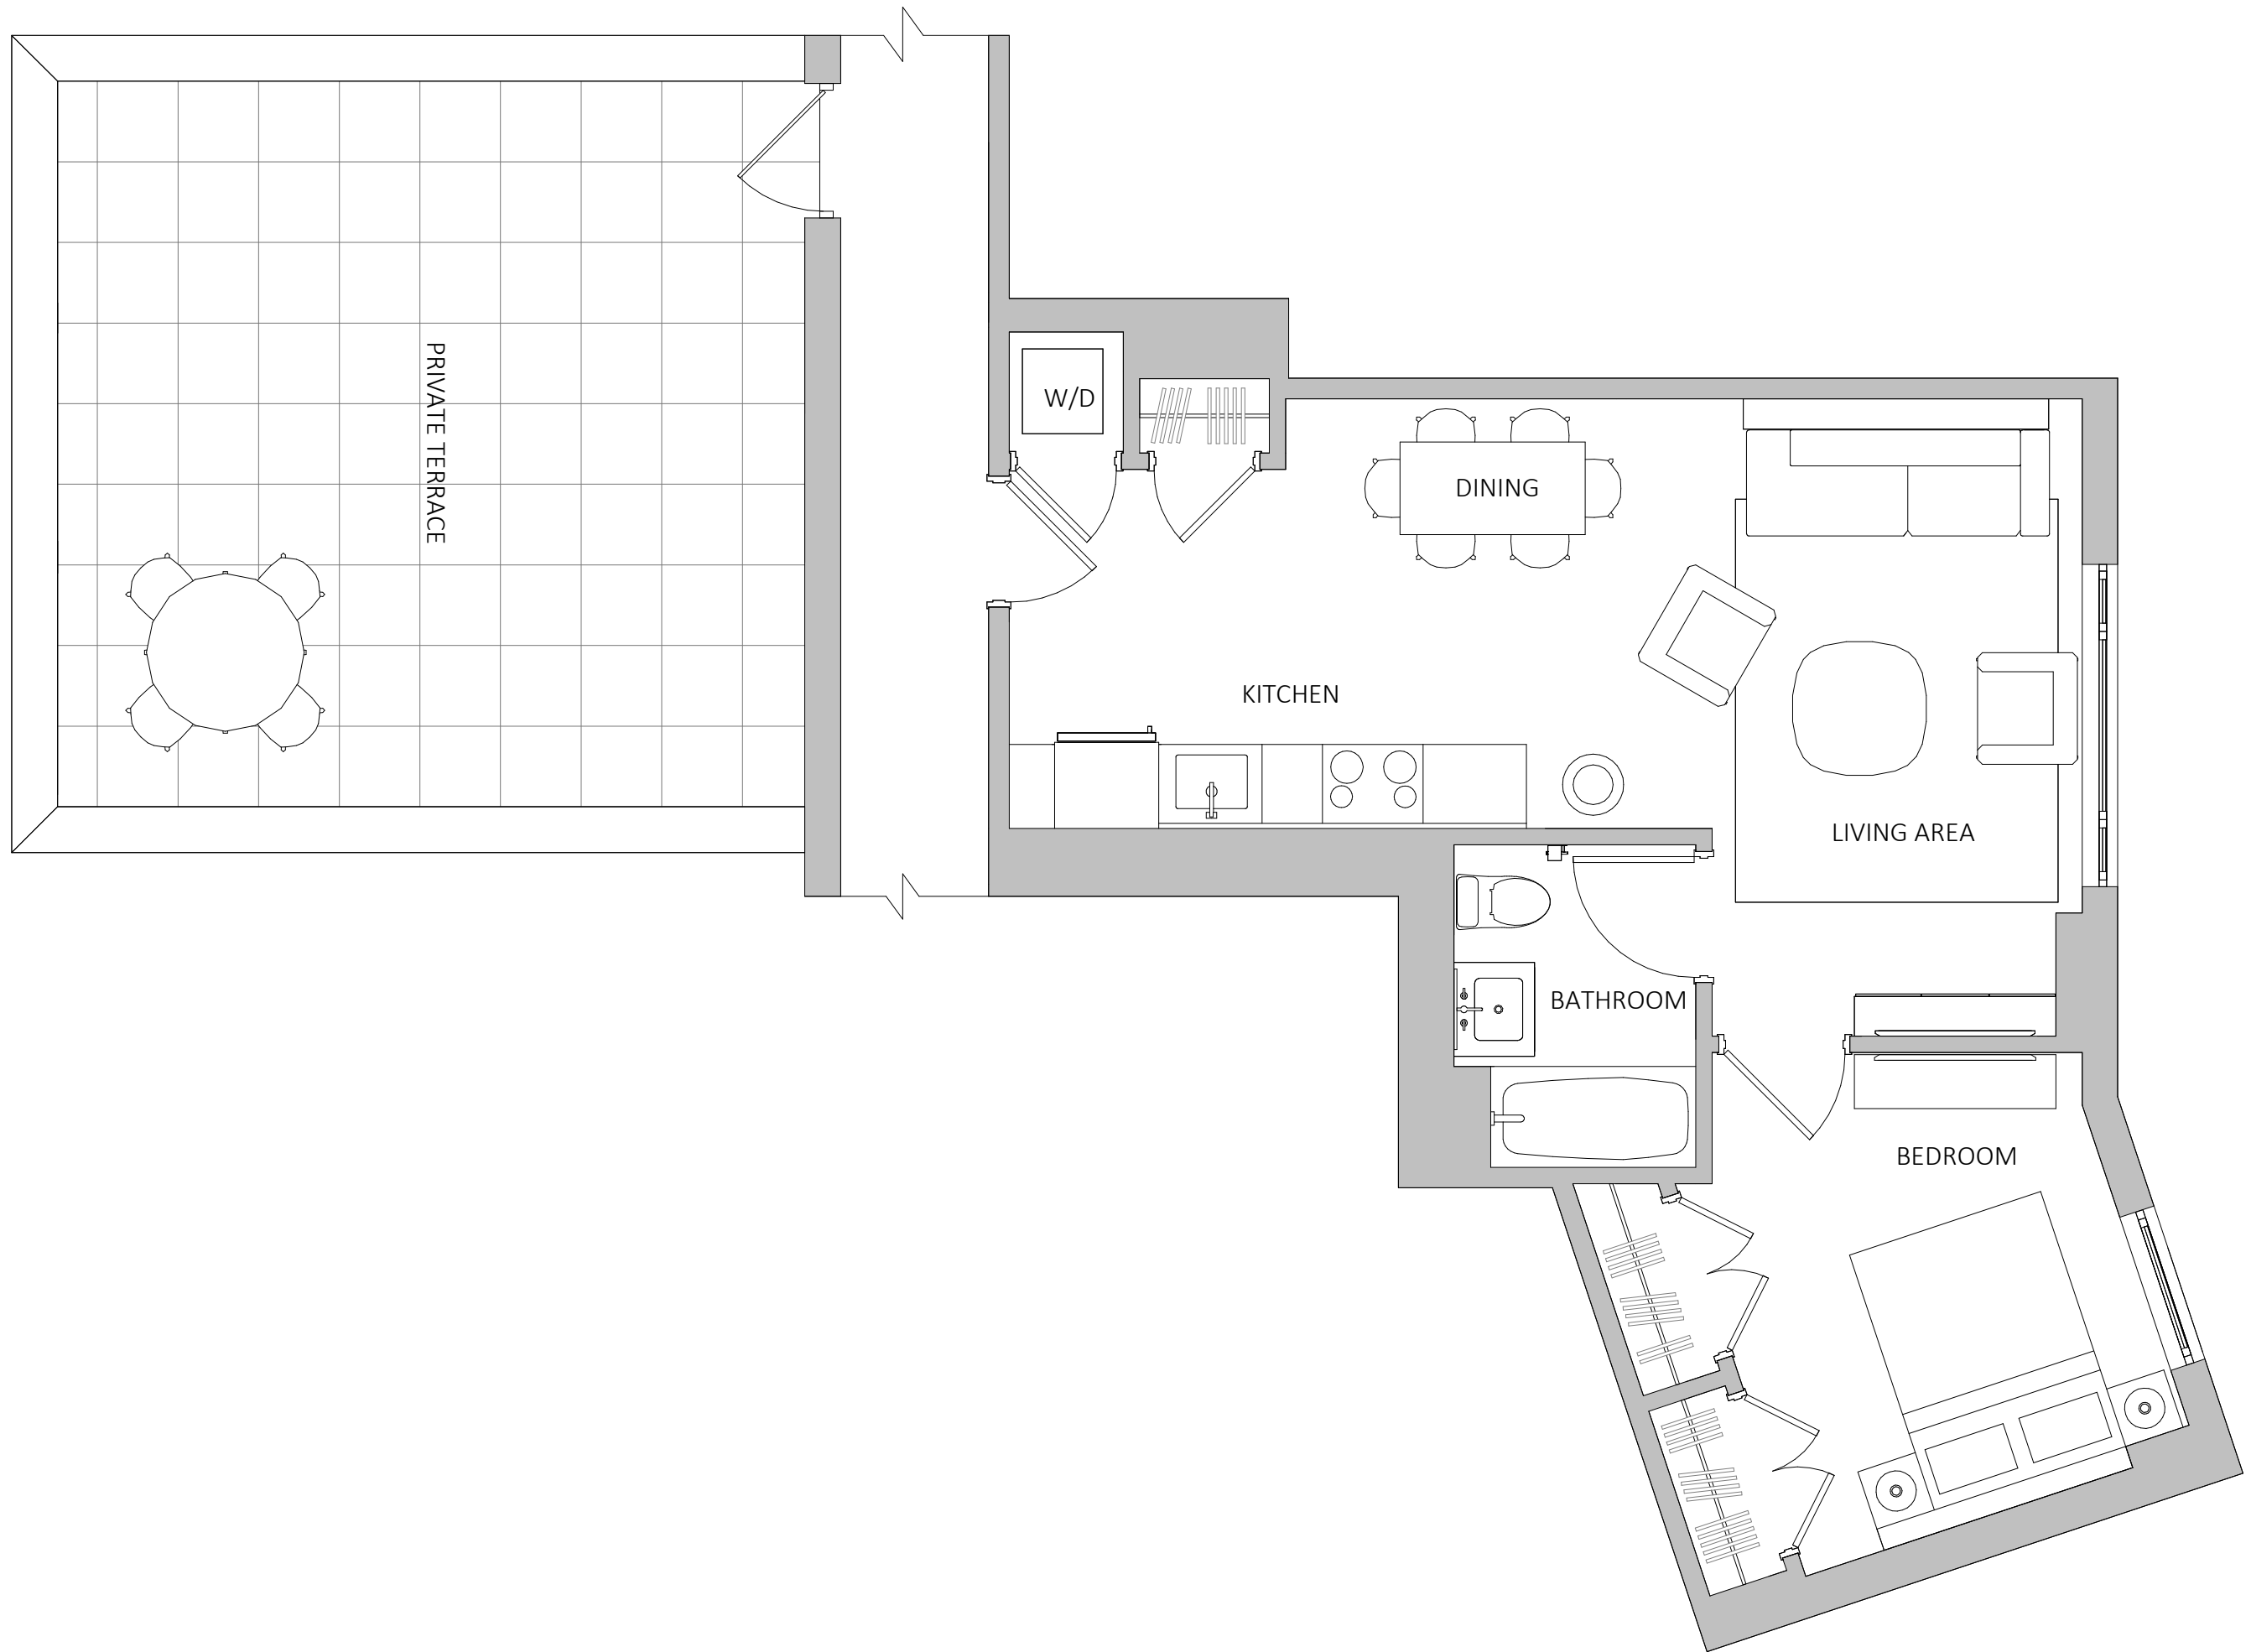 PRIVATE TERRACE
W/D
DINING
KITCHEN
LIVING AREA
BATHROOM
BEDROOM